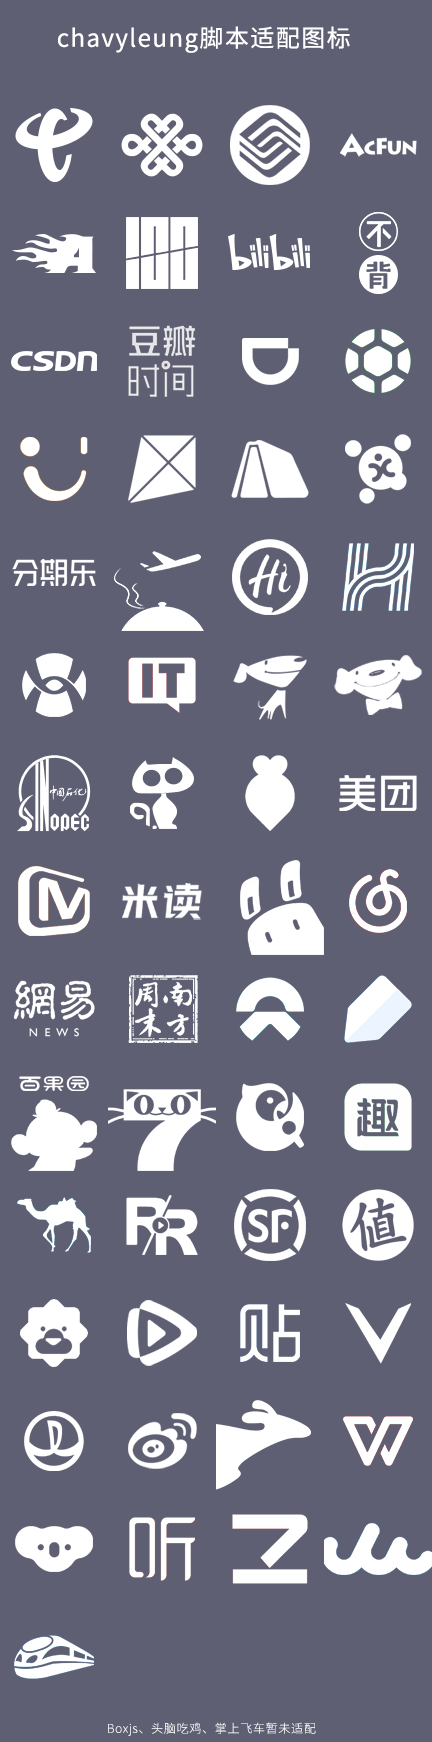 chavyleung脚本适配图标
AcFun
100
bilibili
不
背
CSDN
豆瓣
时间
分期乐
Hi
H
IT
中国石化
SINOPEC
美团
M
米读
網易
NEWS
周南
末方
百果园
7
趣
RR
SF
值
贴
W
听
Boxjs、头脑吃鸡、掌上飞车暂未适配